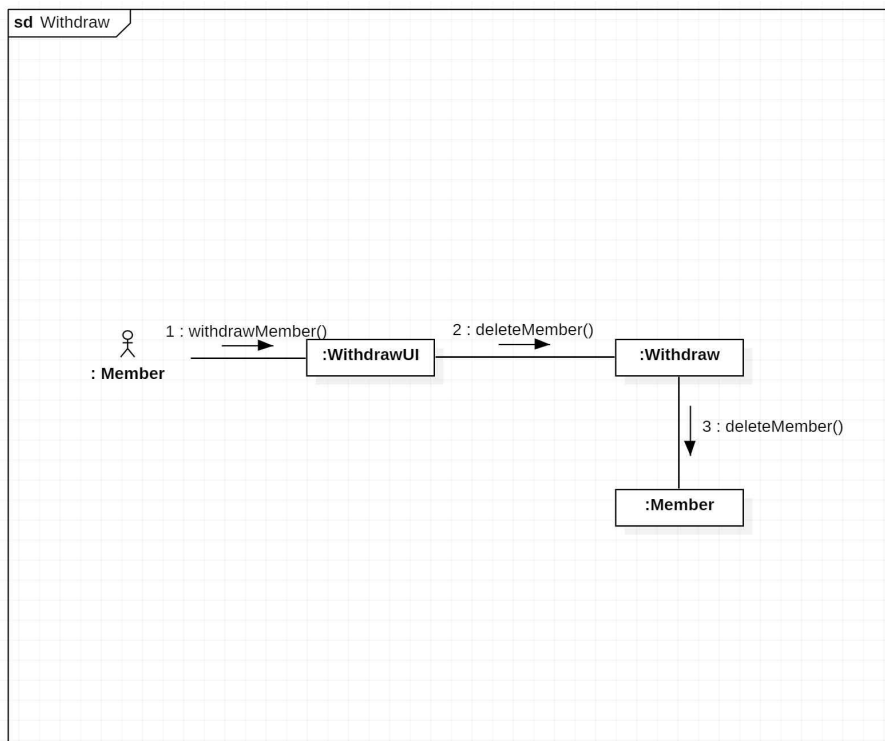 sd Withdraw
1 : withdrawMember()
2 : deleteMember()
:WithdrawUI
:Withdraw
: Member
3 : deleteMember()
:Member